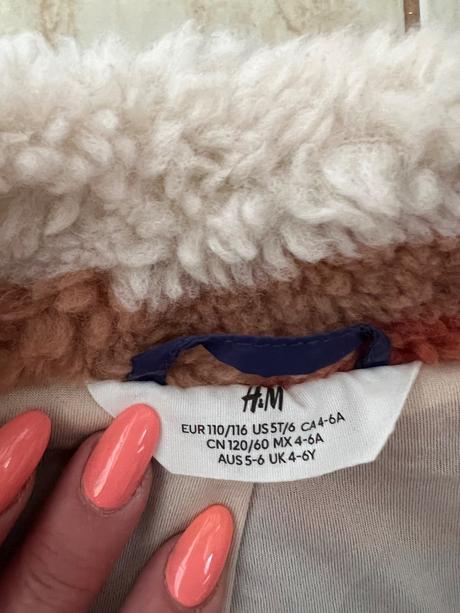 H&M
EUR 110/116 US 5T/6 CA 4-6A
CN 120/60 MX 4-6A
AUS 5-6 UK 4-6Y